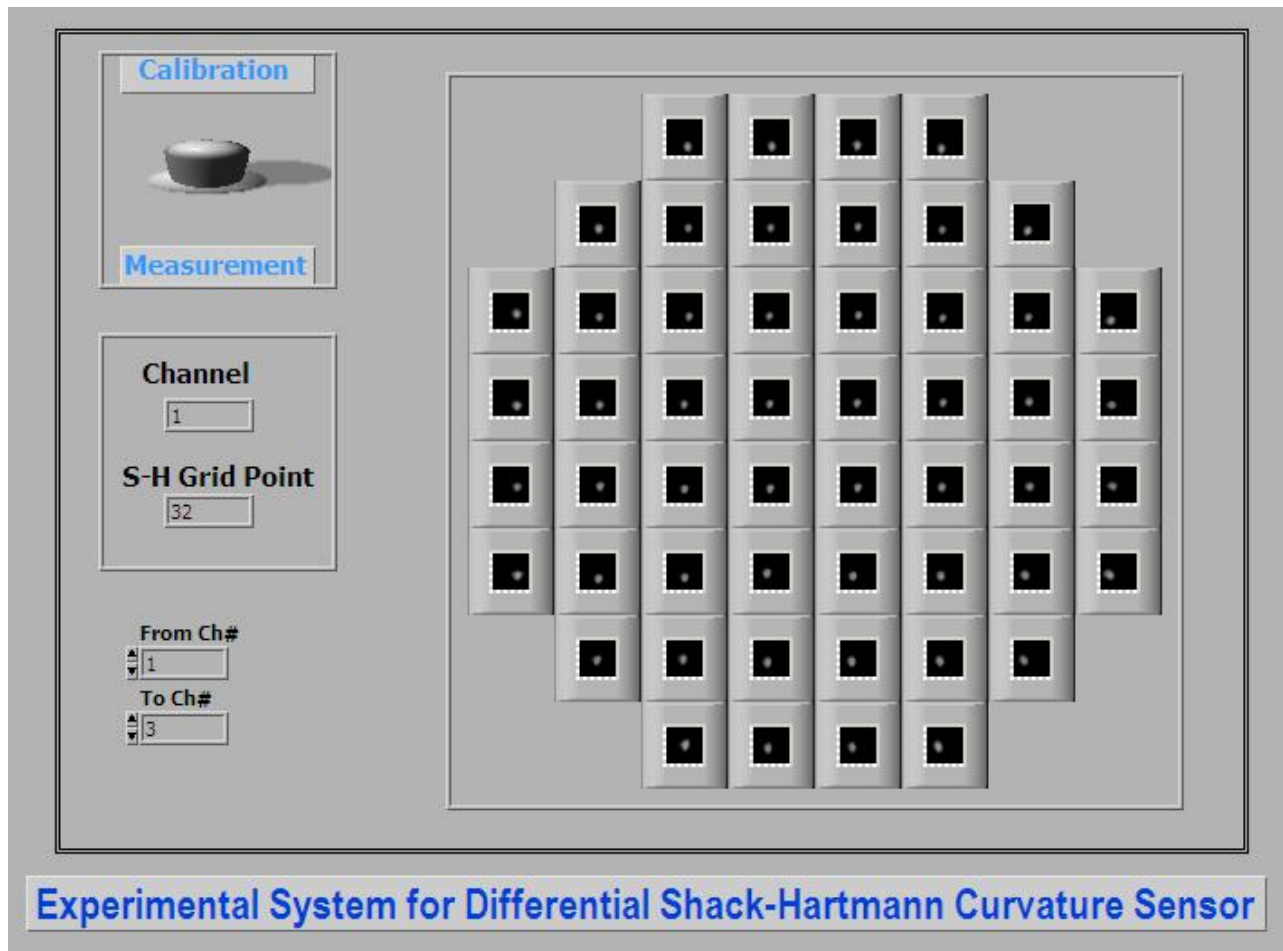 Calibration
Measurement
Channel
1
S-H Grid Point
32
From Ch#
1
To Ch#
3
Experimental System for Differential Shack-Hartmann Curvature Sensor